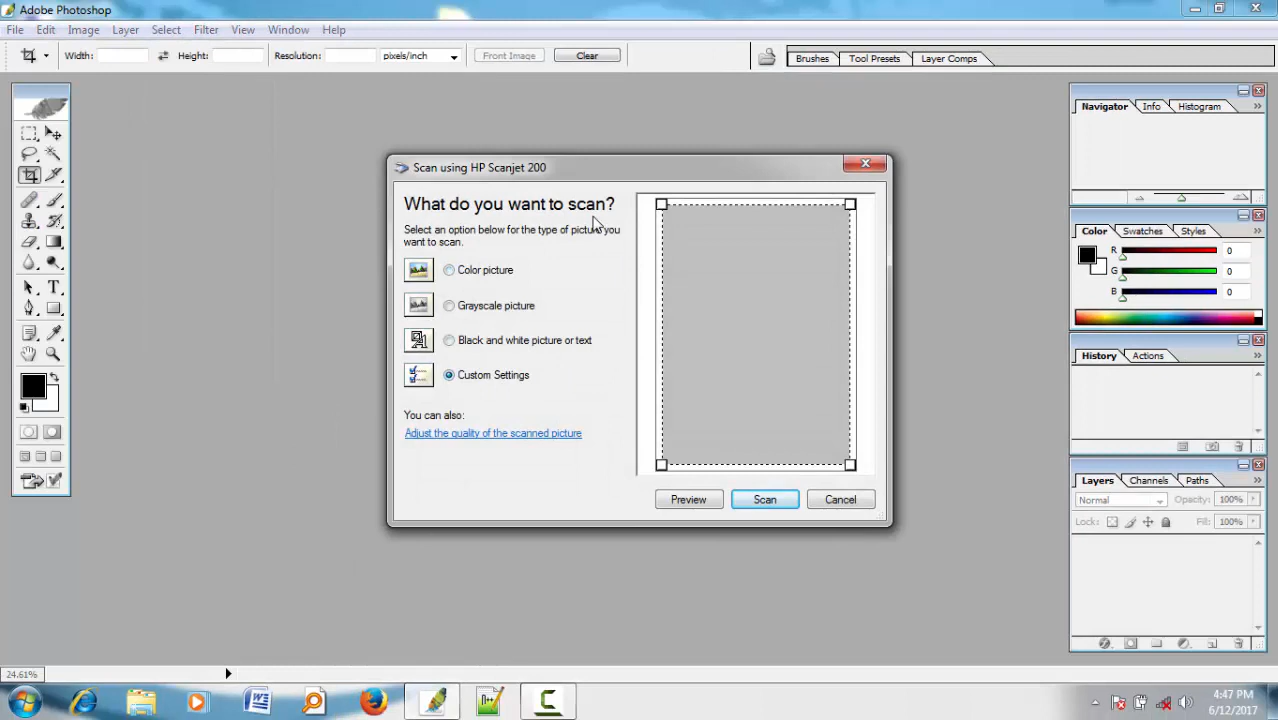 Adobe Photoshop
File Edit Image Layer Select Filter View Window Help
Width: Height: Resolution: pixels/inch Front Image Clear Brushes Tool Presets Layer Comps
Navigator Info Histogram
Scan using HP Scanjet 200
What do you want to scan?
Select an option below for the type of picture you
want to scan.
Color picture
Grayscale picture
Black and white picture or text
Custom Settings
You can also:
Adjust the quality of the scanned picture
Preview Scan Cancel
Color Swatches Styles
R 0
G 0
B 0
History Actions
Layers Channels Paths
Normal Opacity: 100%
Lock: Fill: 100%
24.61%
4:47 PM
6/12/2017